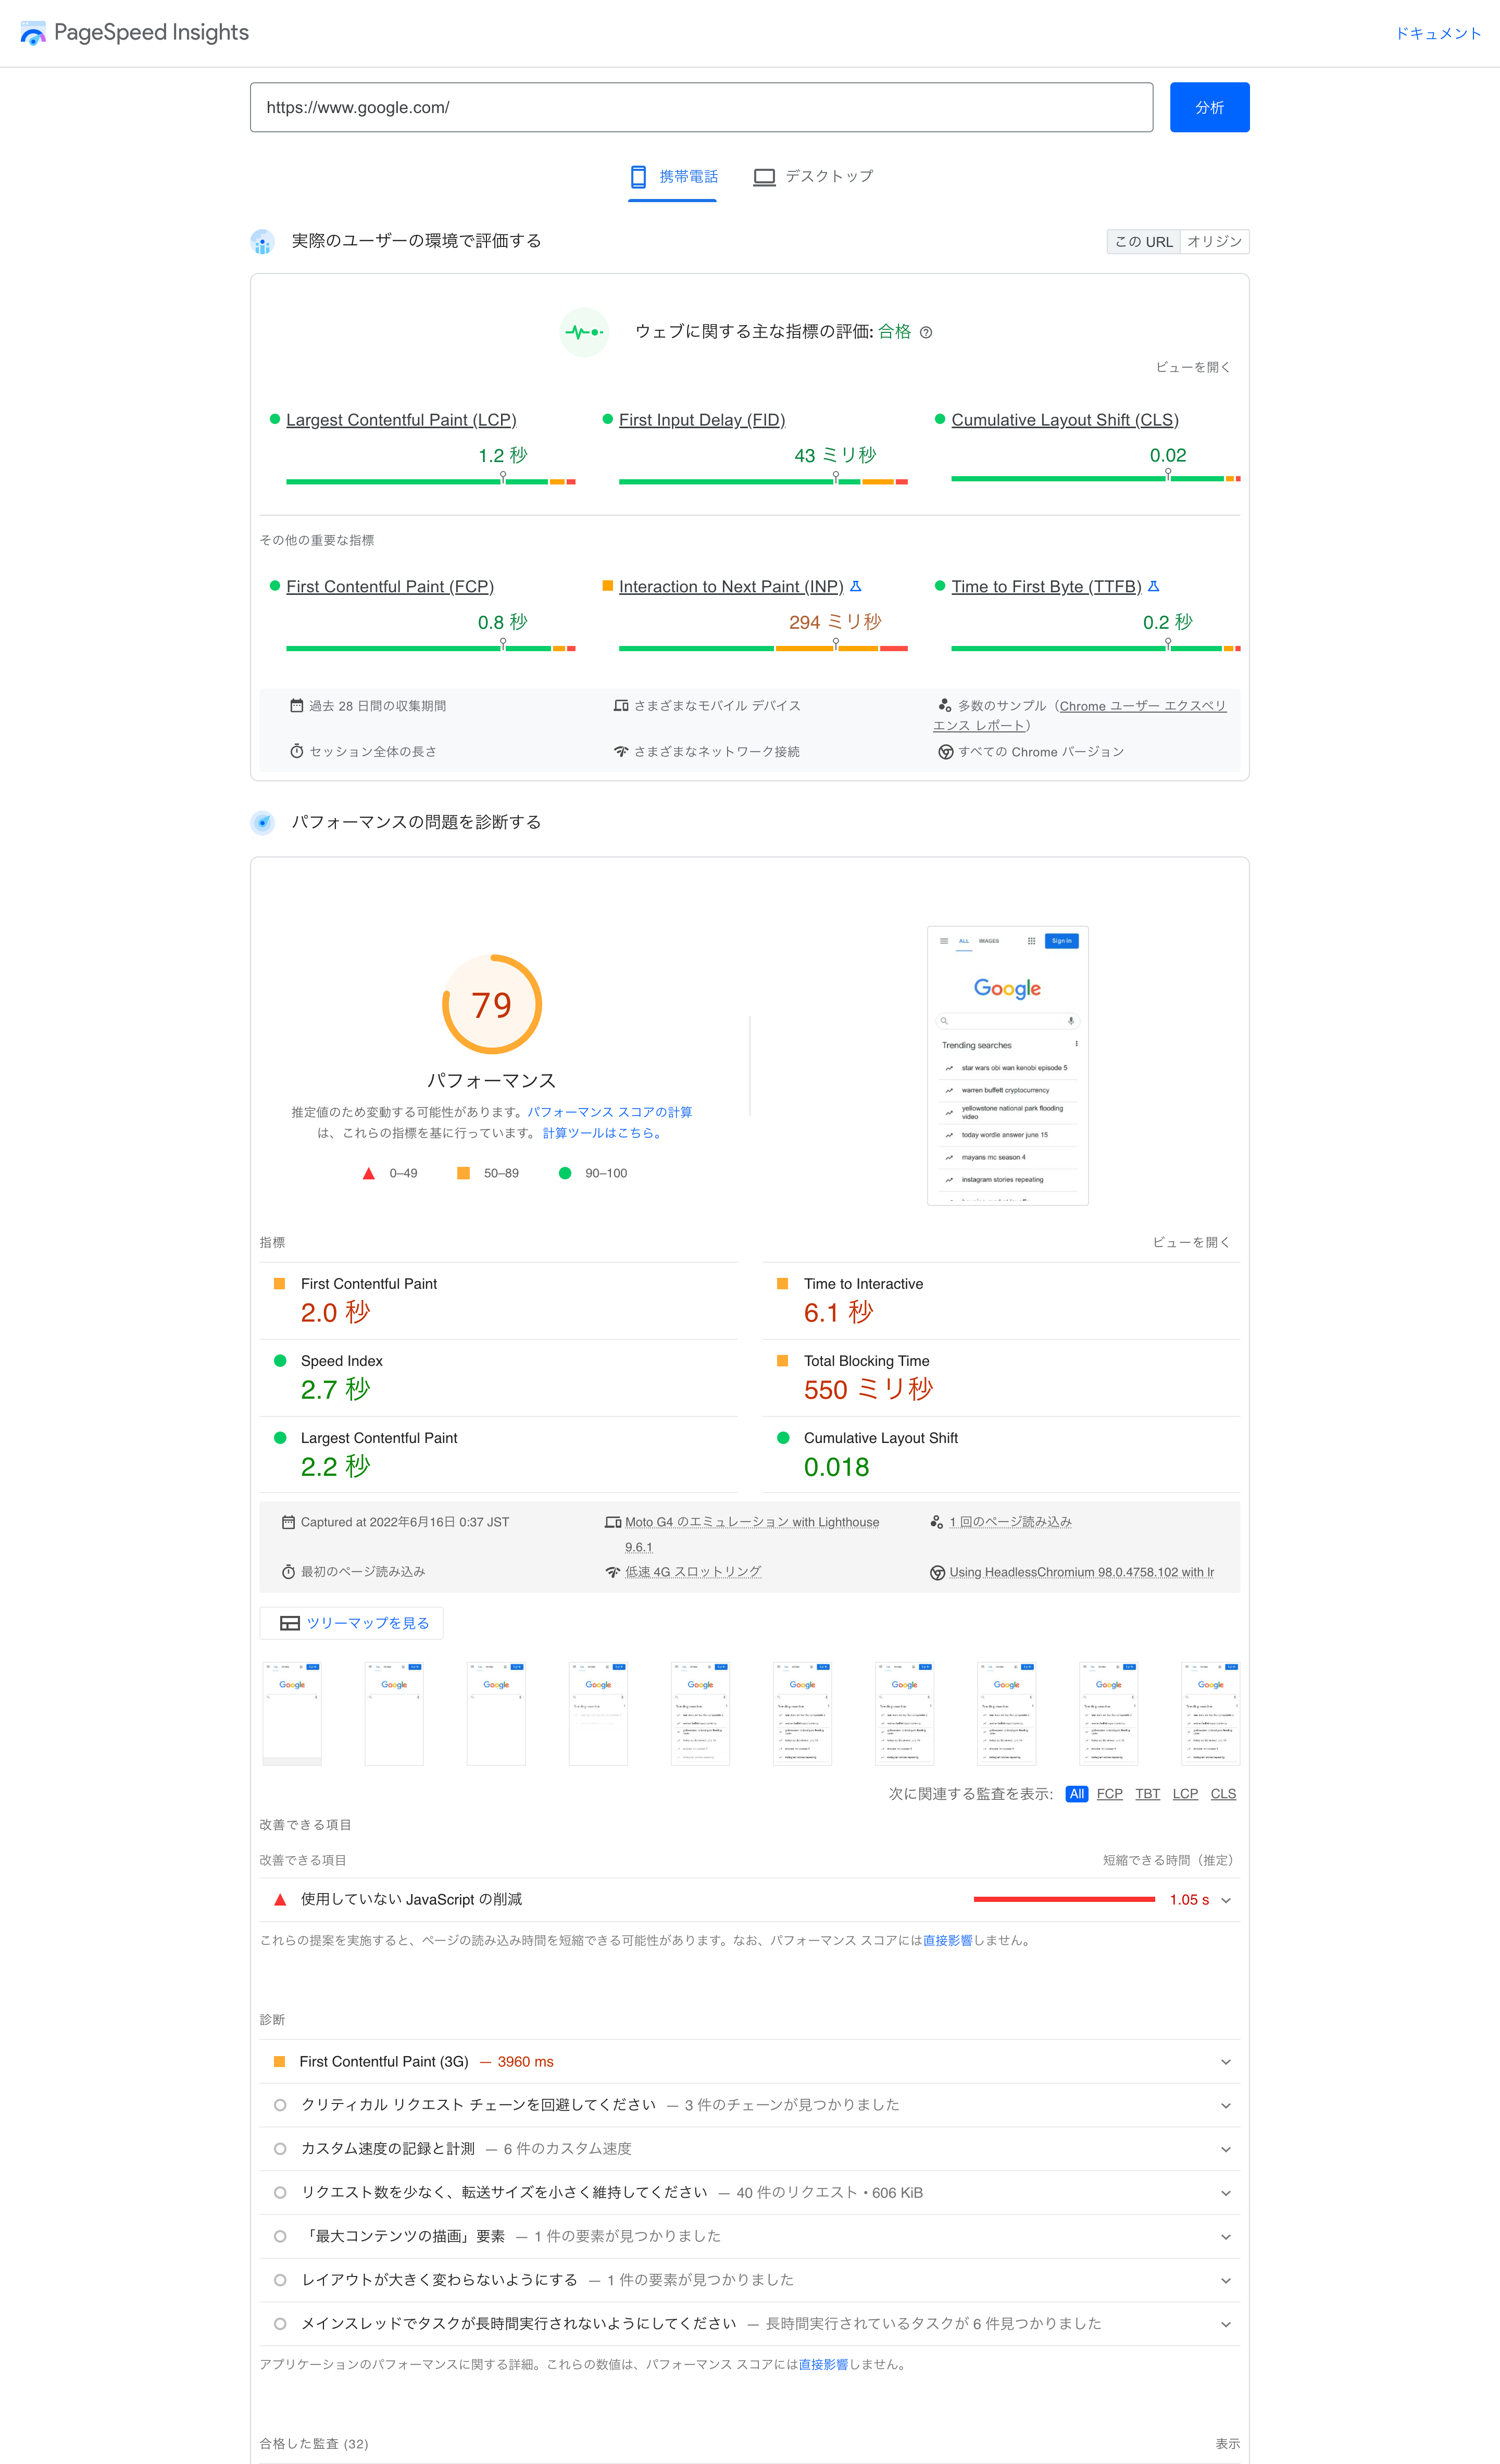 PageSpeed Insights
ドキュメント
https://www.google.com/
分析
携帯電話
デスクトップ
実際のユーザーの環境で評価する
この URL
オリジン
ウェブに関する主な指標の評価: 合格
ビューを開く
Largest Contentful Paint (LCP)
1.2 秒
First Input Delay (FID)
43 ミリ秒
Cumulative Layout Shift (CLS)
0.02
その他の重要な指標
First Contentful Paint (FCP)
0.8 秒
Interaction to Next Paint (INP)
294 ミリ秒
Time to First Byte (TTFB)
0.2 秒
過去 28 日間の収集期間
さまざまなモバイル デバイス
多数のサンプル（Chrome ユーザー エクスペリ
エンス レポート）
セッション全体の長さ
さまざまなネットワーク接続
すべての Chrome バージョン
パフォーマンスの問題を診断する
79
パフォーマンス
推定値のため変動する可能性があります。パフォーマンス スコアの計算
は、これらの指標を基に行っています。計算ツールはこちら。
0–49
50–89
90–100
ALL
IMAGES
Sign in
Google
Trending searches
star wars obi wan kenobi episode 5
warren buffett cryptocurrency
yellowstone national park flooding
video
today wordle answer june 15
mayans mc season 4
instagram stories repeating
指標
ビューを開く
First Contentful Paint
2.0 秒
Time to Interactive
6.1 秒
Speed Index
2.7 秒
Total Blocking Time
550 ミリ秒
Largest Contentful Paint
2.2 秒
Cumulative Layout Shift
0.018
Captured at 2022年6月16日 0:37 JST
Moto G4 のエミュレーション with Lighthouse
9.6.1
1 回のページ読み込み
最初のページ読み込み
低速 4G スロットリング
Using HeadlessChromium 98.0.4758.102 with lr
ツリーマップを見る
Google
Google
Google
Google
Google
Google
Google
Google
Google
Google
次に関連する監査を表示:
All
FCP
TBT
LCP
CLS
改善できる項目
改善できる項目
短縮できる時間（推定）
使用していない JavaScript の削減
1.05 s
これらの提案を実施すると、ページの読み込み時間を短縮できる可能性があります。なお、パフォーマンス スコアには直接影響しません。
診断
First Contentful Paint (3G) — 3960 ms
クリティカル リクエスト チェーンを回避してください — 3 件のチェーンが見つかりました
カスタム速度の記録と計測 — 6 件のカスタム速度
リクエスト数を少なく、転送サイズを小さく維持してください — 40 件のリクエスト • 606 KiB
「最大コンテンツの描画」要素 — 1 件の要素が見つかりました
レイアウトが大きく変わらないようにする — 1 件の要素が見つかりました
メインスレッドでタスクが長時間実行されないようにしてください — 長時間実行されているタスクが 6 件見つかりました
アプリケーションのパフォーマンスに関する詳細。これらの数値は、パフォーマンス スコアには直接影響しません。
合格した監査 (32)
表示